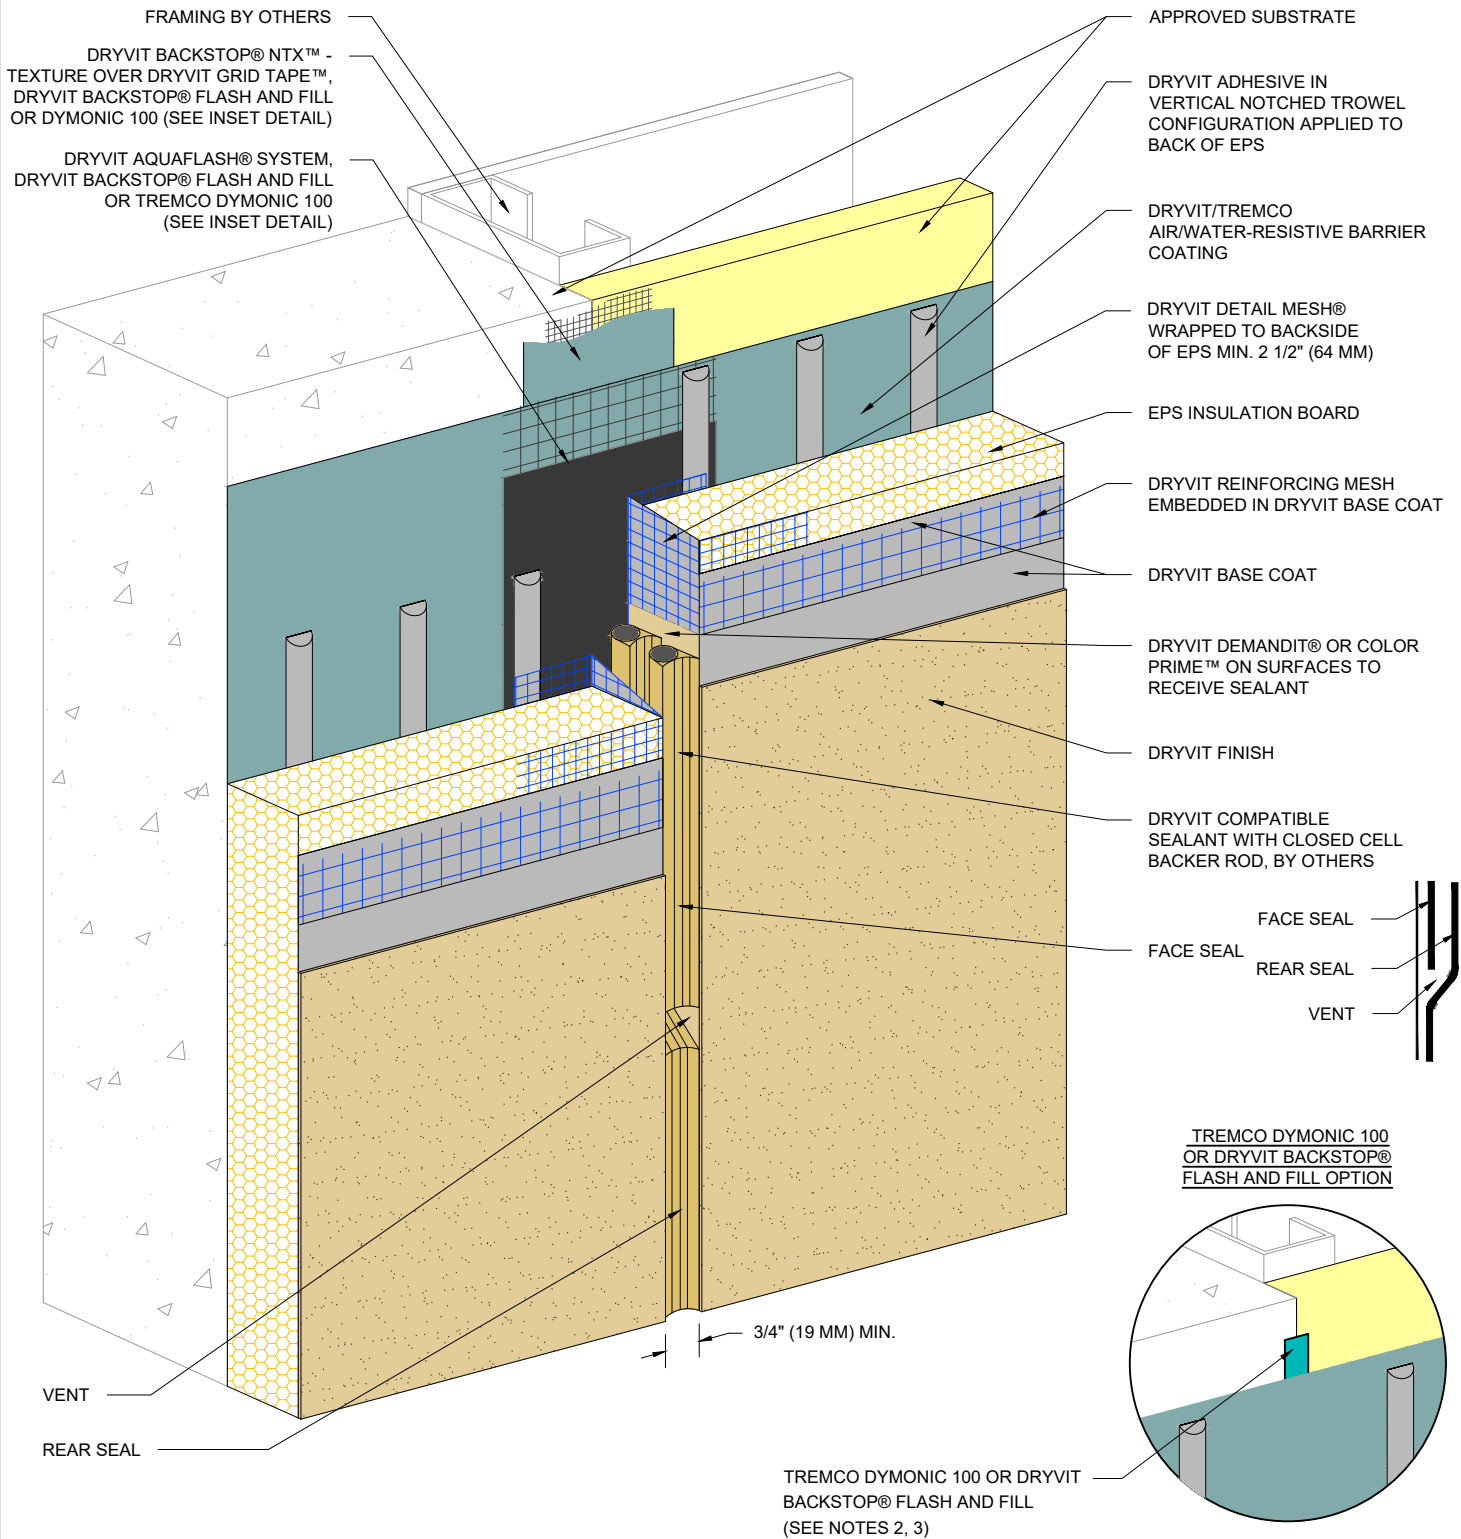 FRAMING BY OTHERS
DRYVIT BACKSTOP® NTX™ -
TEXTURE OVER DRYVIT GRID TAPE™,
DRYVIT BACKSTOP® FLASH AND FILL
OR DYMONIC 100 (SEE INSET DETAIL)
DRYVIT AQUAFLASH® SYSTEM,
DRYVIT BACKSTOP® FLASH AND FILL
OR TREMCO DYMONIC 100
(SEE INSET DETAIL)
APPROVED SUBSTRATE
DRYVIT ADHESIVE IN
VERTICAL NOTCHED TROWEL
CONFIGURATION APPLIED TO
BACK OF EPS
DRYVIT/TREMCO
AIR/WATER-RESISTIVE BARRIER
COATING
DRYVIT DETAIL MESH®
WRAPPED TO BACKSIDE
OF EPS MIN. 2 1/2" (64 MM)
EPS INSULATION BOARD
DRYVIT REINFORCING MESH
EMBEDDED IN DRYVIT BASE COAT
DRYVIT BASE COAT
DRYVIT DEMANDIT® OR COLOR
PRIME™ ON SURFACES TO
RECEIVE SEALANT
DRYVIT FINISH
DRYVIT COMPATIBLE
SEALANT WITH CLOSED CELL
BACKER ROD, BY OTHERS
FACE SEAL
FACE SEAL
REAR SEAL
VENT
TREMCO DYMONIC 100
OR DRYVIT BACKSTOP®
FLASH AND FILL OPTION
3/4" (19 MM) MIN.
VENT
REAR SEAL
TREMCO DYMONIC 100 OR DRYVIT
BACKSTOP® FLASH AND FILL
(SEE NOTES 2, 3)